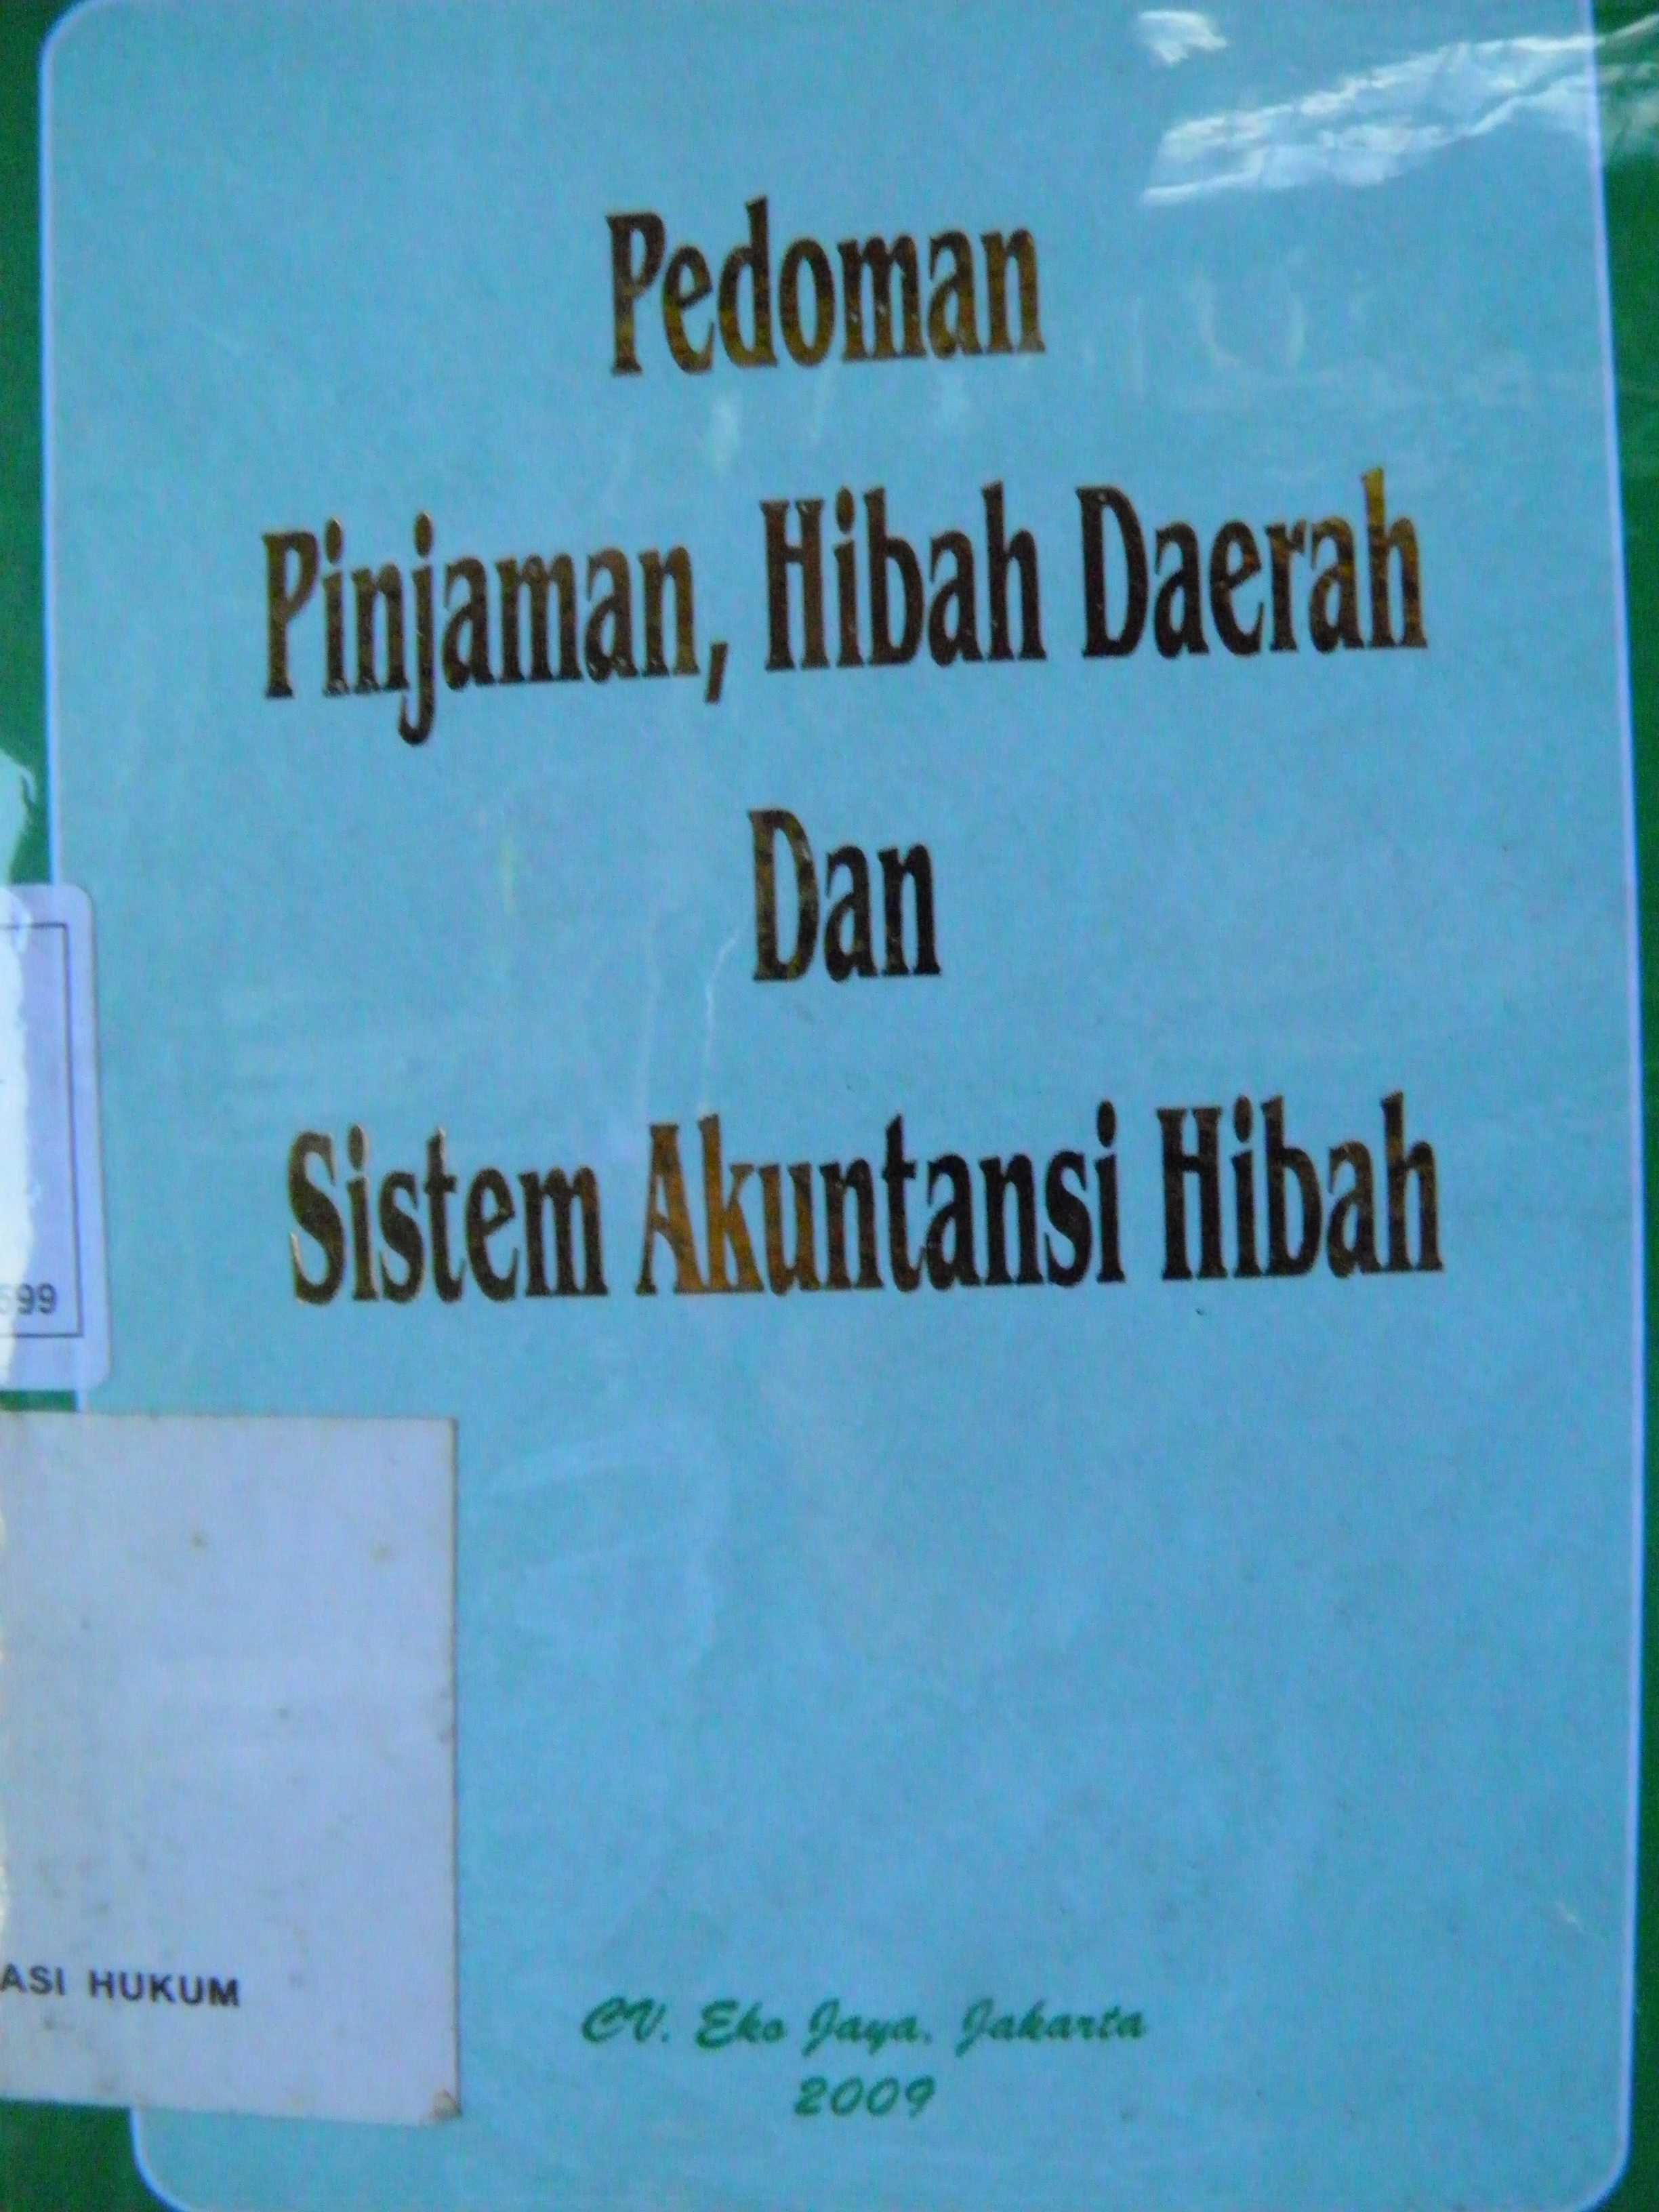 Pedoman
Pinjaman, Hibah Daerah
Dan
Sistem Akuntansi Hibah
599
ASI HUKUM
CV. Eko Jaya, Jakarta
2009